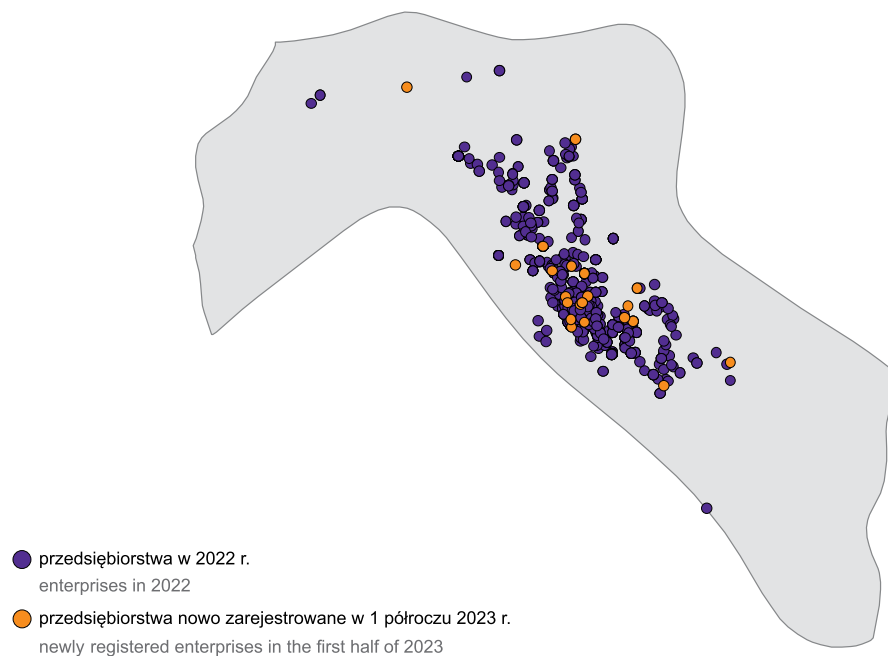 przedsiębiorstwa w 2022 r.
enterprises in 2022
przedsiębiorstwa nowo zarejestrowane w 1 półroczu 2023 r.
newly registered enterprises in the first half of 2023